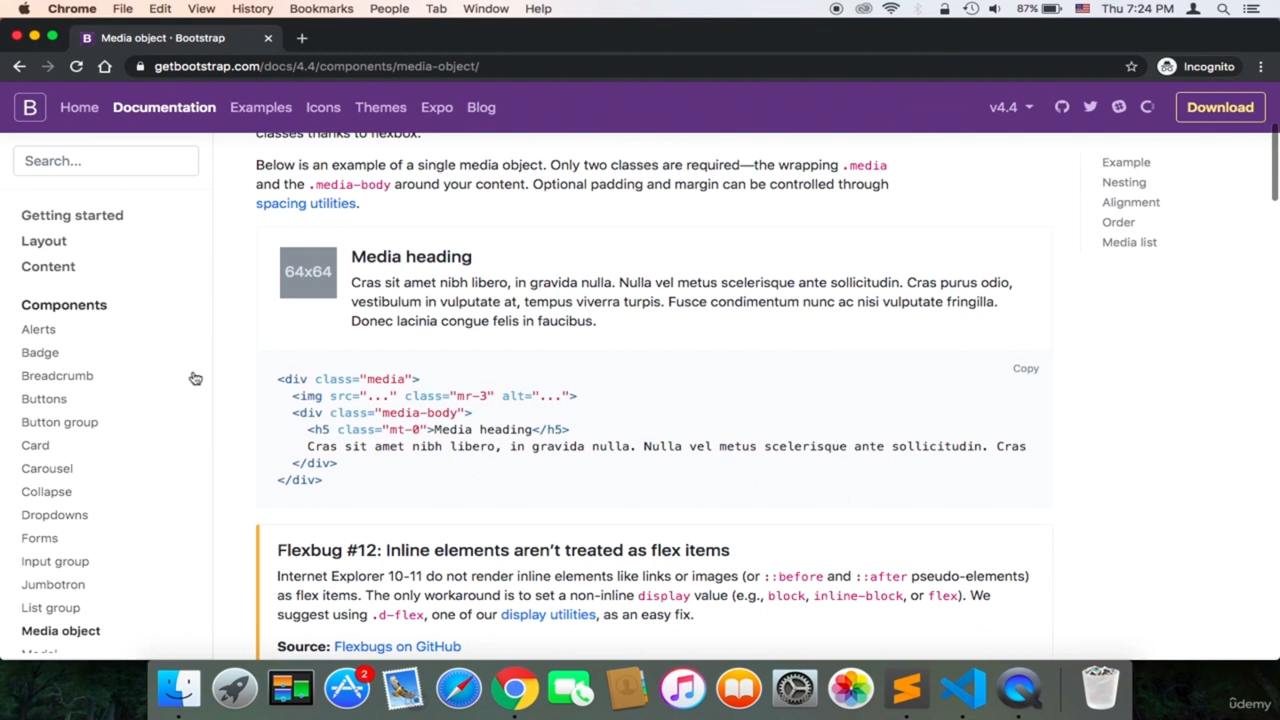 Chrome File Edit View History Bookmarks People Tab Window Help 87% Thu 7:24 PM
B Media object · Bootstrap
getbootstrap.com/docs/4.4/components/media-object/ Incognito
B Home Documentation Examples Icons Themes Expo Blog v4.4 Download
Search...
Getting started
Layout
Content
Components
Alerts
Badge
Breadcrumb
Buttons
Button group
Card
Carousel
Collapse
Dropdowns
Forms
Input group
Jumbotron
List group
Media object
Modal
classes thanks to flexbox.
Below is an example of a single media object. Only two classes are required—the wrapping .media
and the .media-body around your content. Optional padding and margin can be controlled through
spacing utilities.
64x64
Media heading
Cras sit amet nibh libero, in gravida nulla. Nulla vel metus scelerisque ante sollicitudin. Cras purus odio,
vestibulum in vulputate at, tempus viverra turpis. Fusce condimentum nunc ac nisi vulputate fringilla.
Donec lacinia congue felis in faucibus.
Copy
<div class="media">
<img src="..." class="mr-3" alt="...">
<div class="media-body">
<h5 class="mt-0">Media heading</h5>
Cras sit amet nibh libero, in gravida nulla. Nulla vel metus scelerisque ante sollicitudin. Cras
</div>
</div>
Flexbug #12: Inline elements aren’t treated as flex items
Internet Explorer 10-11 do not render inline elements like links or images (or ::before and ::after pseudo-elements)
as flex items. The only workaround is to set a non-inline display value (e.g., block, inline-block, or flex). We
suggest using .d-flex, one of our display utilities, as an easy fix.
Source: Flexbugs on GitHub
Example
Nesting
Alignment
Order
Media list
2
udemy